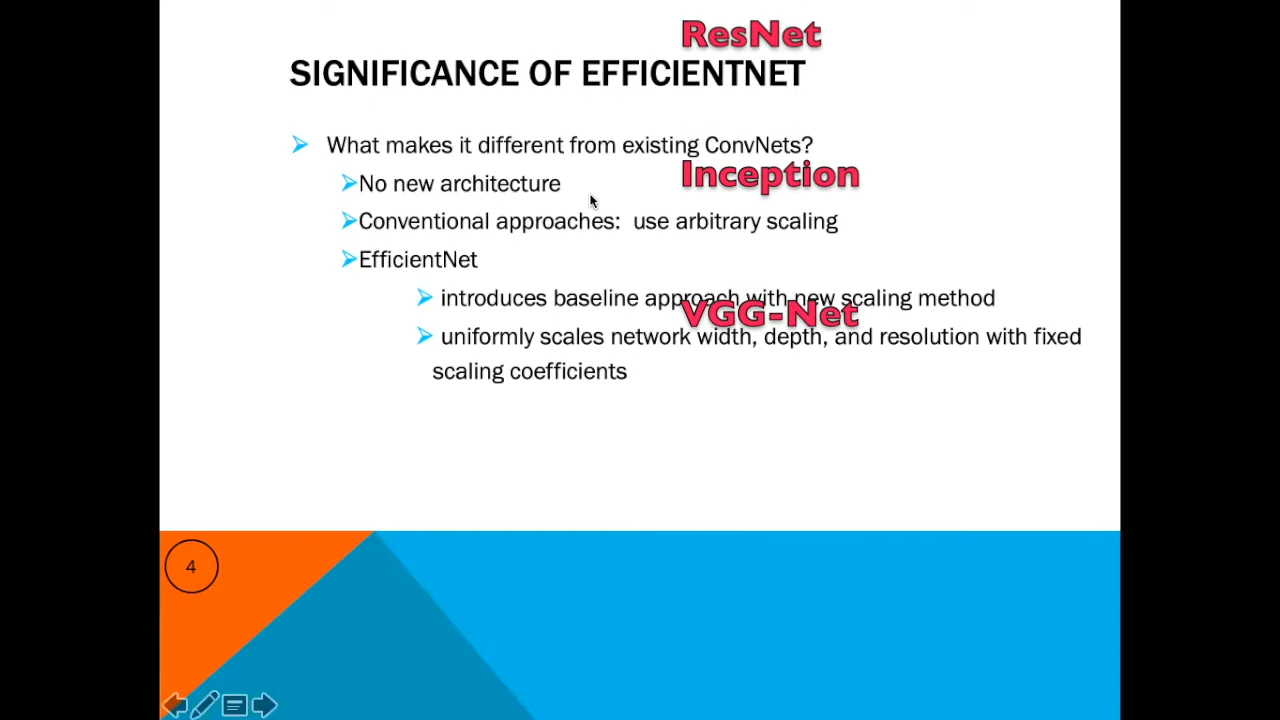 ResNet
SIGNIFICANCE OF EFFICIENTNET
What makes it different from existing ConvNets?
Inception
No new architecture
Conventional approaches: use arbitrary scaling
EfficientNet
introduces baseline approach with new scaling method
VGG-Net
uniformly scales network width, depth, and resolution with fixed
scaling coefficients
4